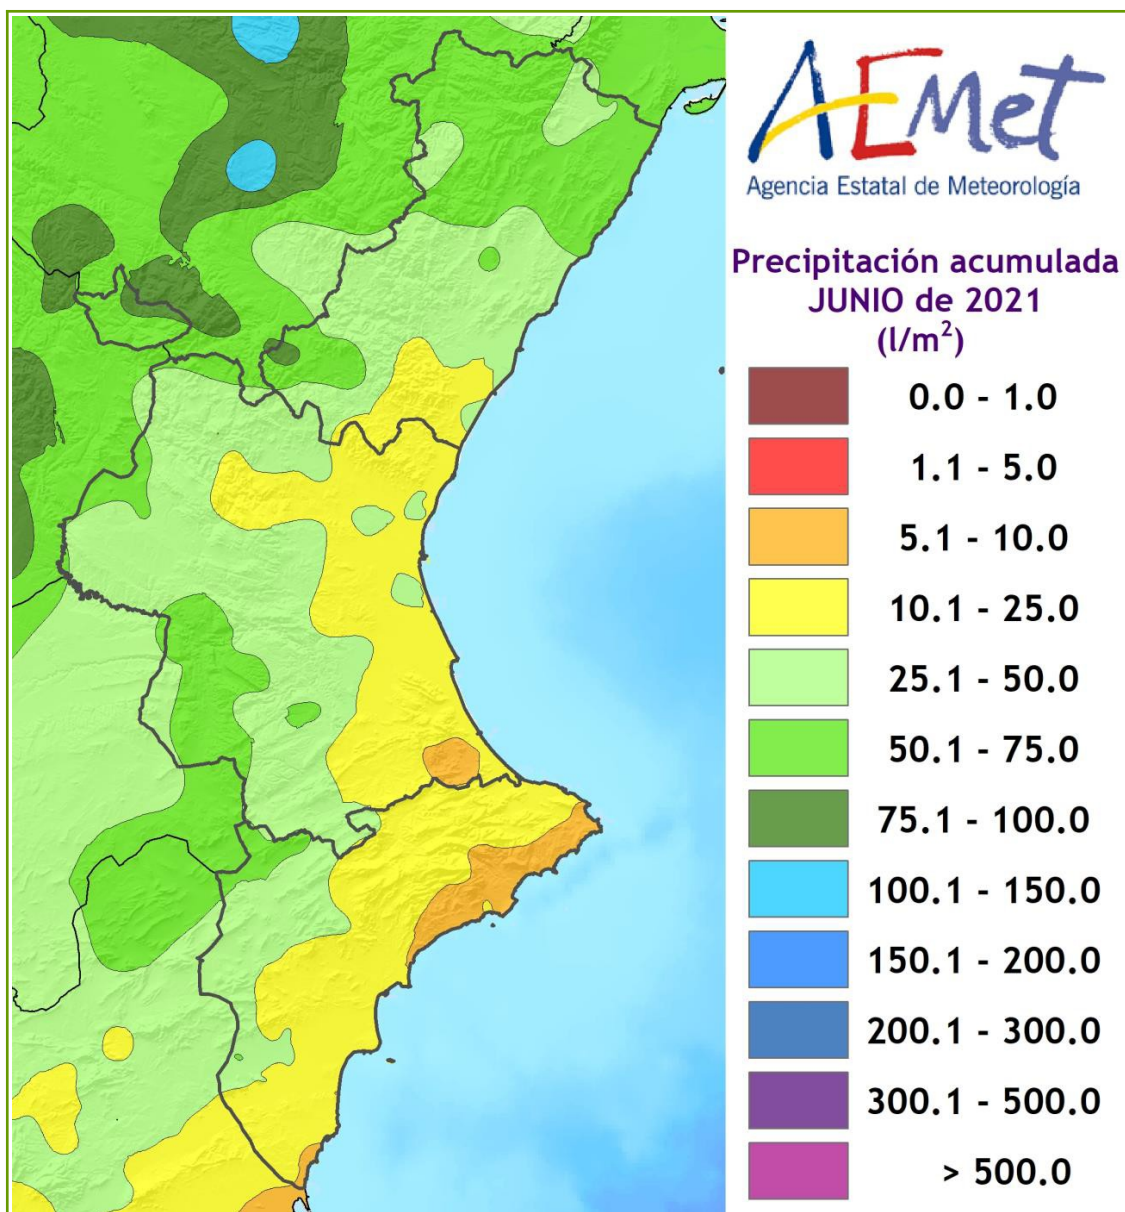 AEMet
Agencia Estatal de Meteorología
Precipitación acumulada
JUNIO de 2021
(l/m²)
0.0 - 1.0
1.1 - 5.0
5.1 - 10.0
10.1 - 25.0
25.1 - 50.0
50.1 - 75.0
75.1 - 100.0
100.1 - 150.0
150.1 - 200.0
200.1 - 300.0
300.1 - 500.0
> 500.0